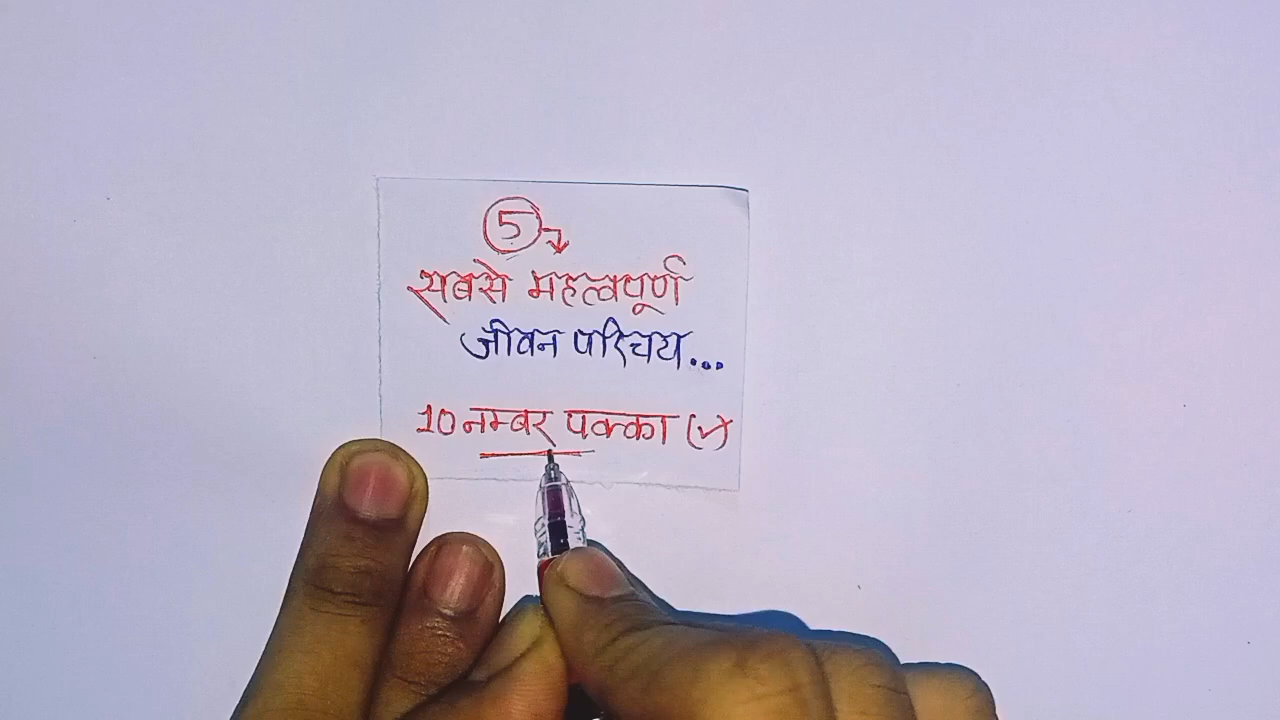 5
सबसे महत्वपूर्ण
जीवन परिचय...
10 नम्बर पक्का (✓)